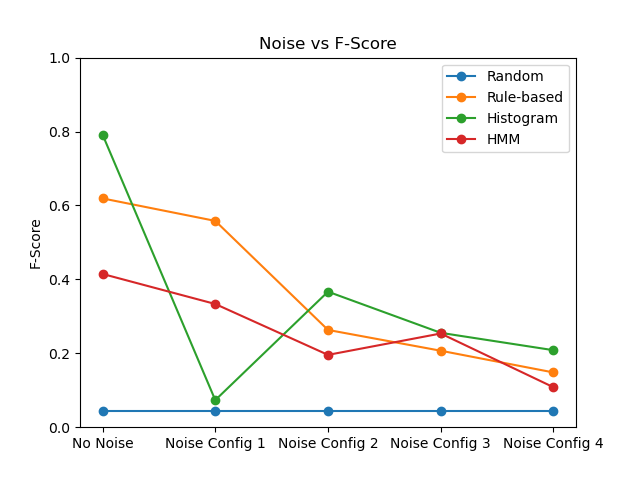 Noise vs F-Score
1.0
0.8
0.6
0.4
0.2
0.0
F-Score
Random
Rule-based
Histogram
HMM
No Noise
Noise Config 1
Noise Config 2
Noise Config 3
Noise Config 4